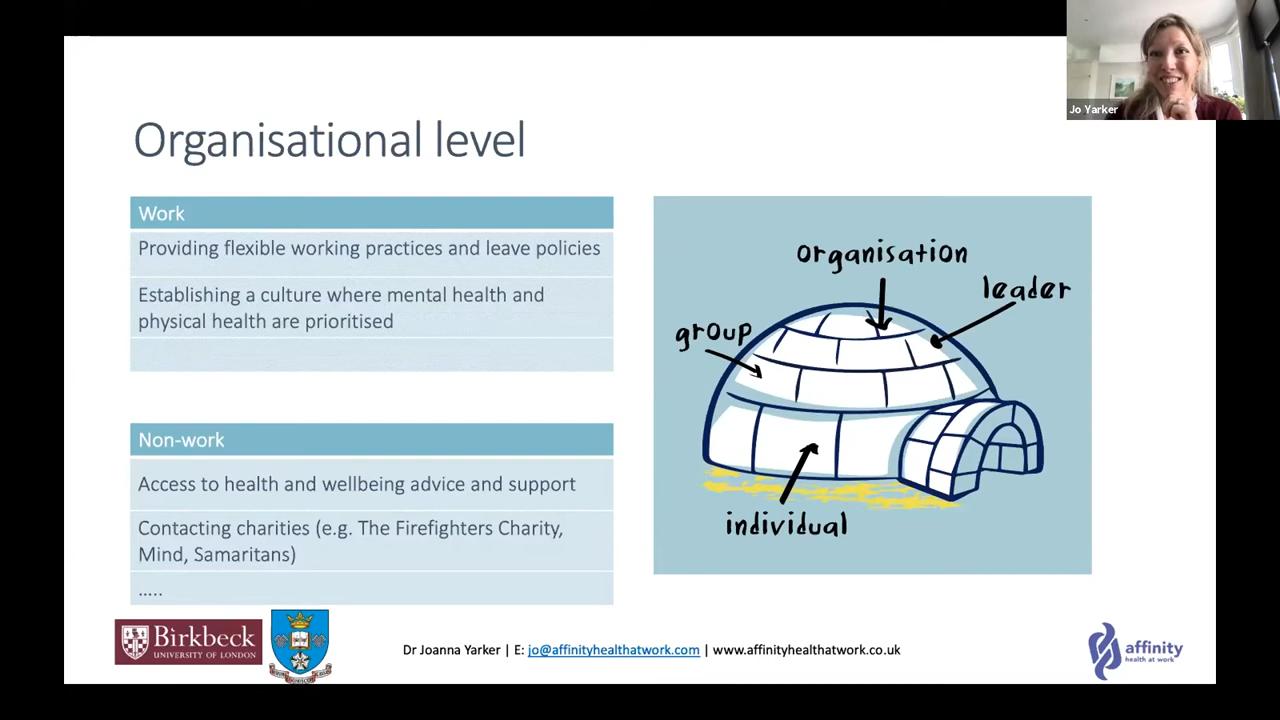 Jo Yarker
Organisational level
Work
Providing flexible working practices and leave policies
Establishing a culture where mental health and
physical health are prioritised
Non-work
Access to health and wellbeing advice and support
Contacting charities (e.g. The Firefighters Charity,
Mind, Samaritans)
.....
organisation
leader
group
individual
Birkbeck
UNIVERSITY OF LONDON
Dr Joanna Yarker | E: jo@affinityhealthatwork.com | www.affinityhealthatwork.co.uk
affinity
health at work